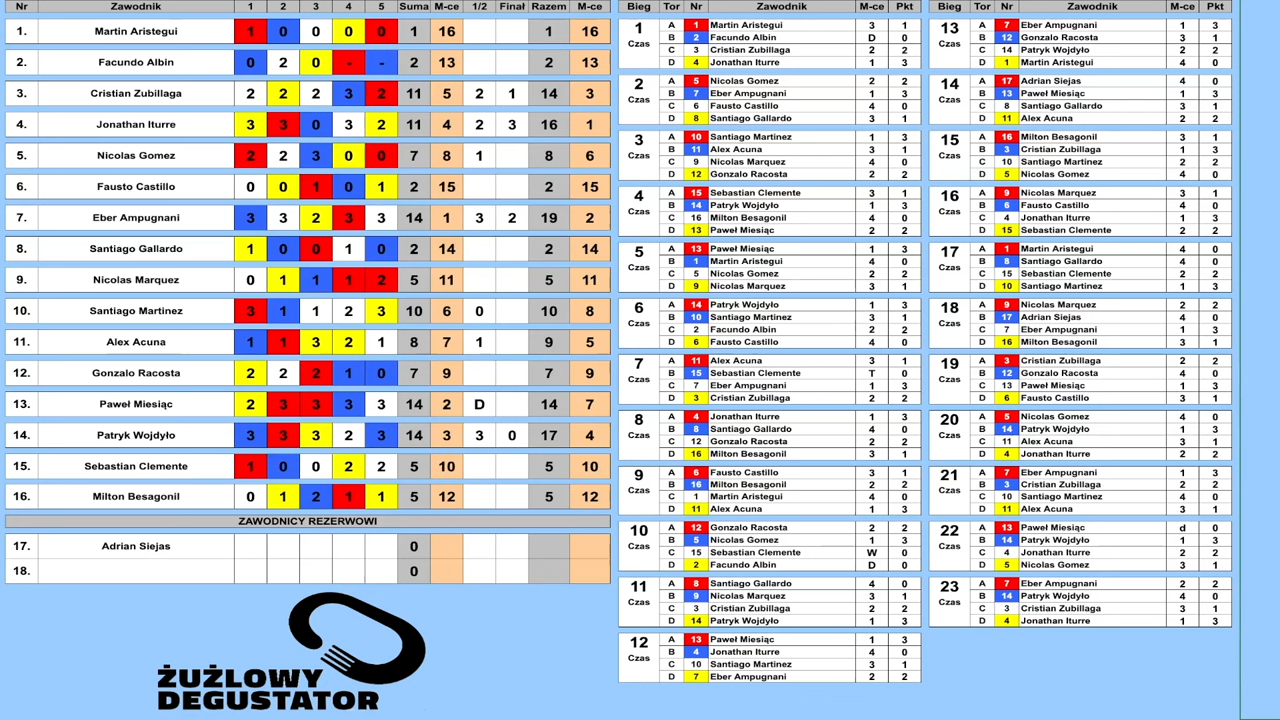 Nr Zawodnik 1 2 3 4 5 Suma M-ce 1/2 Finał Razem M-ce
1. Martin Aristegui 1 0 0 0 0 1 16 1 16
2. Facundo Albin 0 2 0 - - 2 13 2 13
3. Cristian Zubillaga 2 2 2 3 2 11 5 2 1 14 3
4. Jonathan Iturre 3 3 0 3 2 11 4 2 3 16 1
5. Nicolas Gomez 2 2 3 0 0 7 8 1 8 6
6. Fausto Castillo 0 0 1 0 1 2 15 2 15
7. Eber Ampugnani 3 3 2 3 3 14 1 3 2 19 2
8. Santiago Gallardo 1 0 0 1 0 2 14 2 14
9. Nicolas Marquez 0 1 1 1 2 5 11 5 11
10. Santiago Martinez 3 1 1 2 3 10 6 0 10 8
11. Alex Acuna 1 1 3 2 1 8 7 1 9 5
12. Gonzalo Racosta 2 2 2 1 0 7 9 7 9
13. Paweł Miesiąc 2 3 3 3 3 14 2 D 14 7
14. Patryk Wojdyło 3 3 3 2 3 14 3 3 0 17 4
15. Sebastian Clemente 1 0 0 2 2 5 10 5 10
16. Milton Besagonil 0 1 2 1 1 5 12 5 12
ZAWODNICY REZERWOWI
17. Adrian Siejas 0
18. 0
ŻUŻLOWY
DEGUSTATOR
Bieg Tor Nr Zawodnik M-ce Pkt
1 Czas
A 1 Martin Aristegui 3 1
B 2 Facundo Albin D 0
C 3 Cristian Zubillaga 2 2
D 4 Jonathan Iturre 1 3
2 Czas
A 5 Nicolas Gomez 2 2
B 7 Eber Ampugnani 1 3
C 6 Fausto Castillo 4 0
D 8 Santiago Gallardo 3 1
3 Czas
A 10 Santiago Martinez 1 3
B 11 Alex Acuna 3 1
C 9 Nicolas Marquez 4 0
D 12 Gonzalo Racosta 2 2
4 Czas
A 15 Sebastian Clemente 3 1
B 14 Patryk Wojdyło 1 3
C 16 Milton Besagonil 4 0
D 13 Paweł Miesiąc 2 2
5 Czas
A 13 Paweł Miesiąc 1 3
B 1 Martin Aristegui 4 0
C 5 Nicolas Gomez 2 2
D 9 Nicolas Marquez 3 1
6 Czas
A 14 Patryk Wojdyło 1 3
B 10 Santiago Martinez 3 1
C 2 Facundo Albin 2 2
D 6 Fausto Castillo 4 0
7 Czas
A 11 Alex Acuna 3 1
B 15 Sebastian Clemente T 0
C 7 Eber Ampugnani 1 3
D 3 Cristian Zubillaga 2 2
8 Czas
A 4 Jonathan Iturre 1 3
B 8 Santiago Gallardo 4 0
C 12 Gonzalo Racosta 2 2
D 16 Milton Besagonil 3 1
9 Czas
A 6 Fausto Castillo 3 1
B 16 Milton Besagonil 2 2
C 1 Martin Aristegui 4 0
D 11 Alex Acuna 1 3
10 Czas
A 12 Gonzalo Racosta 2 2
B 5 Nicolas Gomez 1 3
C 15 Sebastian Clemente W 0
D 2 Facundo Albin D 0
11 Czas
A 8 Santiago Gallardo 4 0
B 9 Nicolas Marquez 3 1
C 3 Cristian Zubillaga 2 2
D 14 Patryk Wojdyło 1 3
12 Czas
A 13 Paweł Miesiąc 1 3
B 4 Jonathan Iturre 4 0
C 10 Santiago Martinez 3 1
D 7 Eber Ampugnani 2 2
Bieg Tor Nr Zawodnik M-ce Pkt
13 Czas
A 7 Eber Ampugnani 1 3
B 12 Gonzalo Racosta 3 1
C 14 Patryk Wojdyło 2 2
D 1 Martin Aristegui 4 0
14 Czas
A 17 Adrian Siejas 4 0
B 13 Paweł Miesiąc 1 3
C 8 Santiago Gallardo 3 1
D 11 Alex Acuna 2 2
15 Czas
A 16 Milton Besagonil 3 1
B 3 Cristian Zubillaga 1 3
C 10 Santiago Martinez 2 2
D 5 Nicolas Gomez 4 0
16 Czas
A 9 Nicolas Marquez 3 1
B 6 Fausto Castillo 4 0
C 4 Jonathan Iturre 1 3
D 15 Sebastian Clemente 2 2
17 Czas
A 1 Martin Aristegui 4 0
B 8 Santiago Gallardo 4 0
C 15 Sebastian Clemente 2 2
D 10 Santiago Martinez 1 3
18 Czas
A 9 Nicolas Marquez 2 2
B 17 Adrian Siejas 4 0
C 7 Eber Ampugnani 1 3
D 16 Milton Besagonil 3 1
19 Czas
A 3 Cristian Zubillaga 2 2
B 12 Gonzalo Racosta 4 0
C 13 Paweł Miesiąc 1 3
D 6 Fausto Castillo 3 1
20 Czas
A 5 Nicolas Gomez 4 0
B 14 Patryk Wojdyło 1 3
C 11 Alex Acuna 3 1
D 4 Jonathan Iturre 2 2
21 Czas
A 7 Eber Ampugnani 1 3
B 3 Cristian Zubillaga 2 2
C 10 Santiago Martinez 4 0
D 11 Alex Acuna 3 1
22 Czas
A 13 Paweł Miesiąc d 0
B 14 Patryk Wojdyło 1 3
C 4 Jonathan Iturre 2 2
D 5 Nicolas Gomez 3 1
23 Czas
A 7 Eber Ampugnani 2 2
B 14 Patryk Wojdyło 4 0
C 3 Cristian Zubillaga 3 1
D 4 Jonathan Iturre 1 3